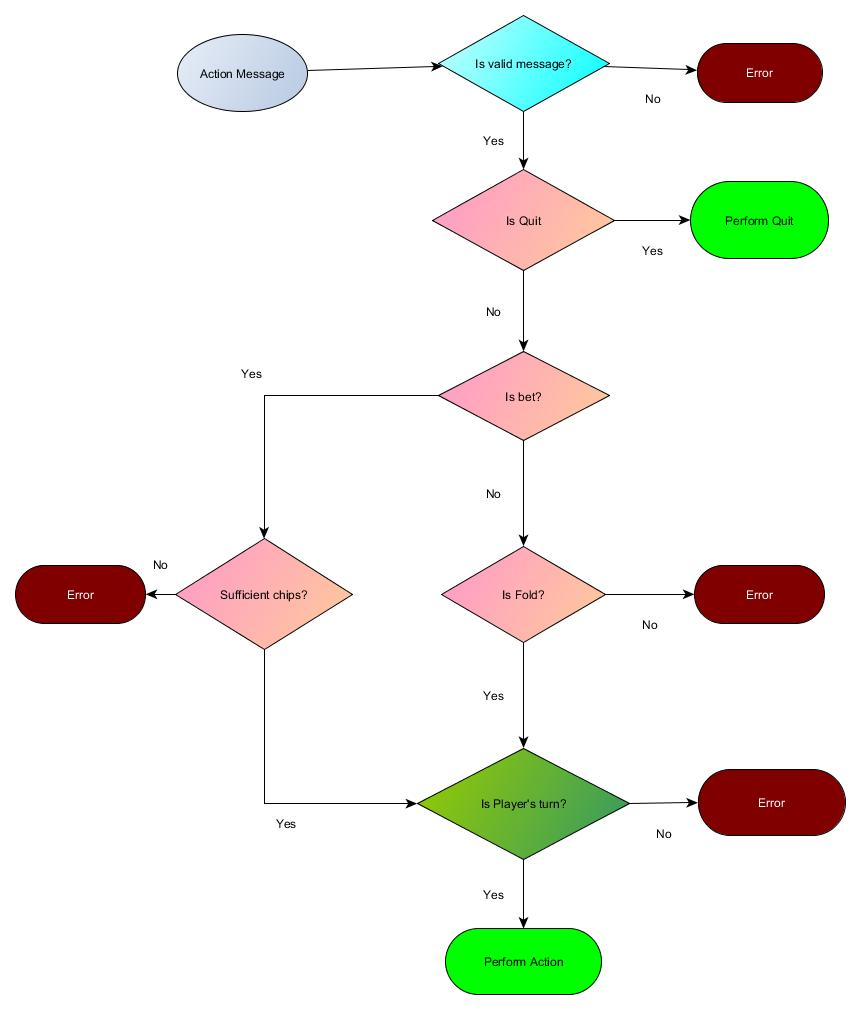 Action Message
Is valid message?
Error
No
Yes
Is Quit
Perform Quit
Yes
No
Yes
Is bet?
No
No
Error
Sufficient chips?
Is Fold?
Error
No
Yes
Is Player's turn?
Error
Yes
No
Yes
Perform Action